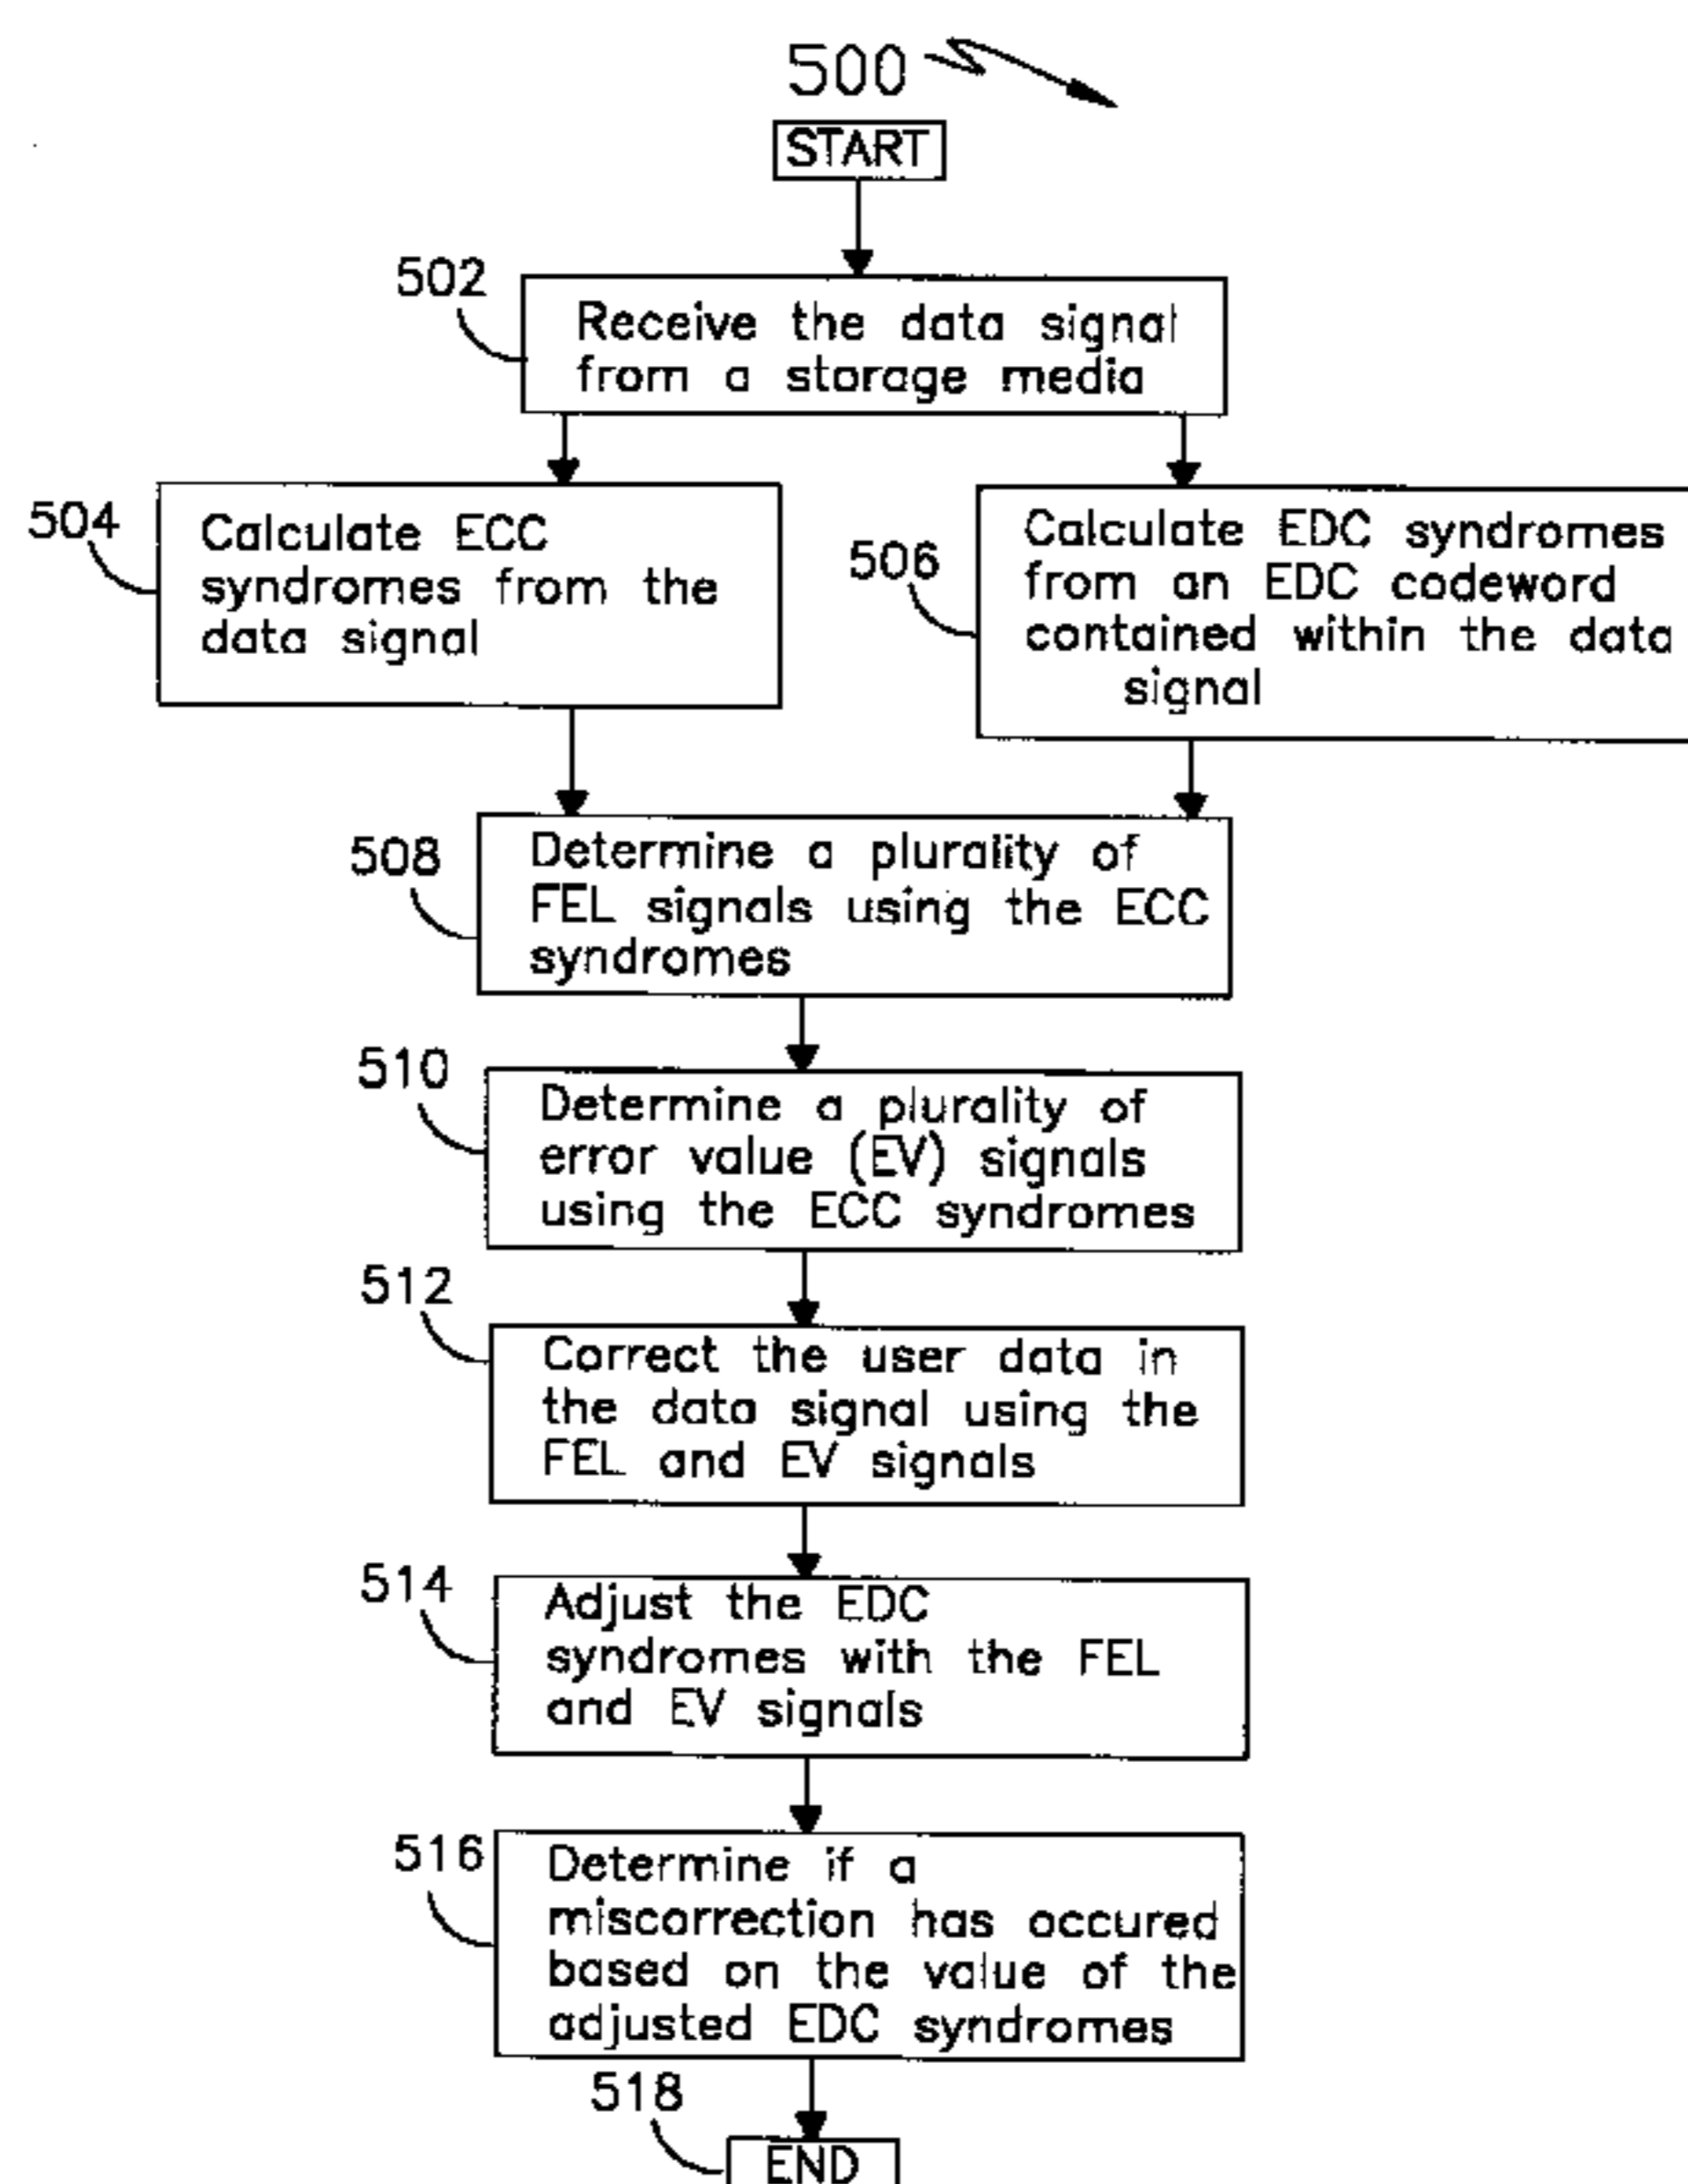 500
START
502
Receive the data signal
from a storage media
504
Calculate ECC
syndromes from the
data signal
506
Calculate EDC syndromes
from an EDC codeword
contained within the data
signal
508
Determine a plurality of
FEL signals using the ECC
syndromes
510
Determine a plurality of
error value (EV) signals
using the ECC syndromes
512
Correct the user data in
the data signal using the
FEL and EV signals
514
Adjust the EDC
syndromes with the FEL
and EV signals
516
Determine if a
miscorrection has occured
based on the value of the
adjusted EDC syndromes
518
END